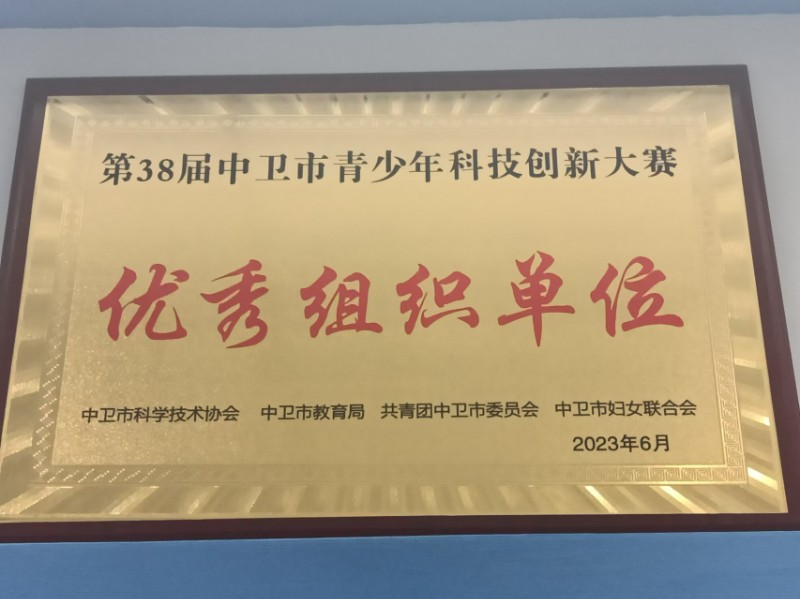 第38届中卫市青少年科技创新大赛
优秀组织单位
中卫市科学技术协会 中卫市教育局 共青团中卫市委员会 中卫市妇女联合会
2023年6月